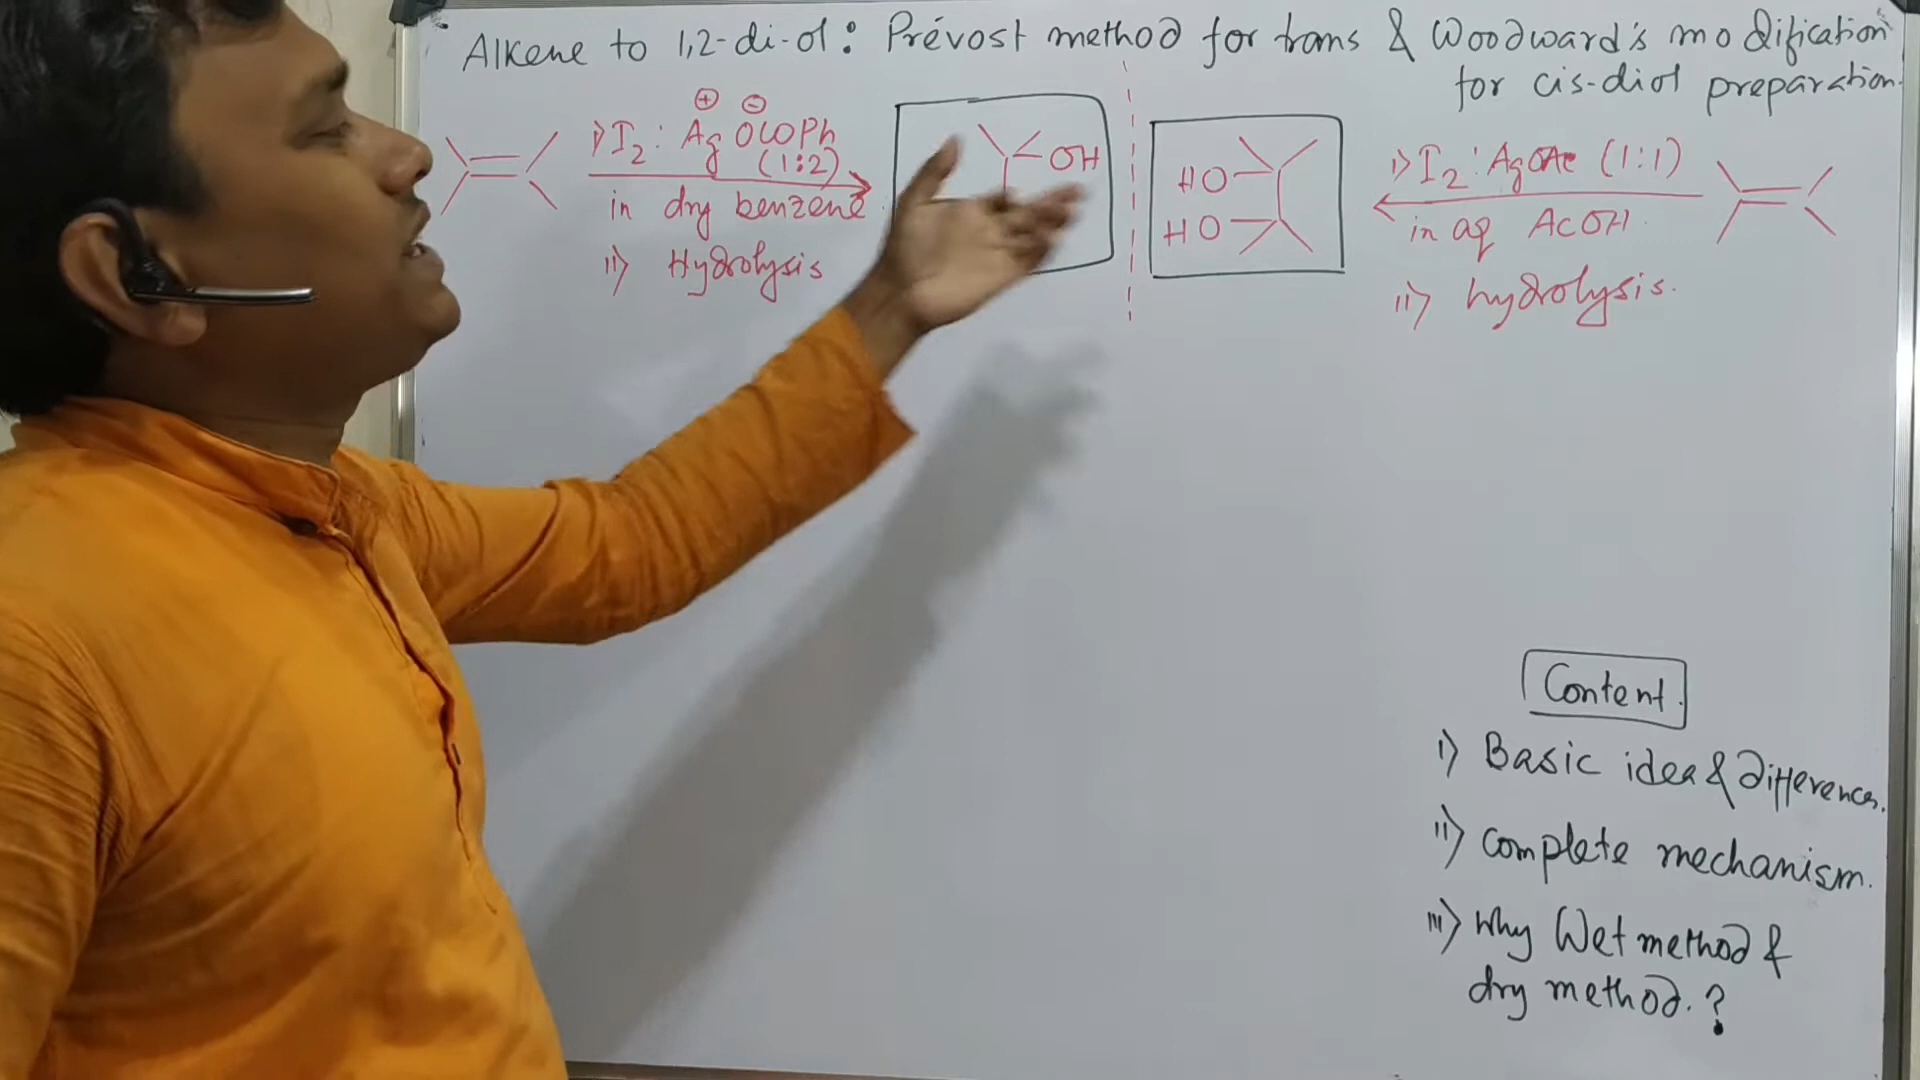 Alkene to 1,2-di-ol : Prévost method for trans & Woodward's modification
for cis-diol preparation.
⊕ ⊖
i) I2 : Ag OCOPh
(1:2)
in dry benzene
ii) Hydrolysis
OH
HO
HO
i) I2 : AgOAc (1:1)
in aq AcOH
ii) hydrolysis.
Content.
i) Basic idea & differences.
ii) complete mechanism.
iii) Why Wet method &
dry method. ?